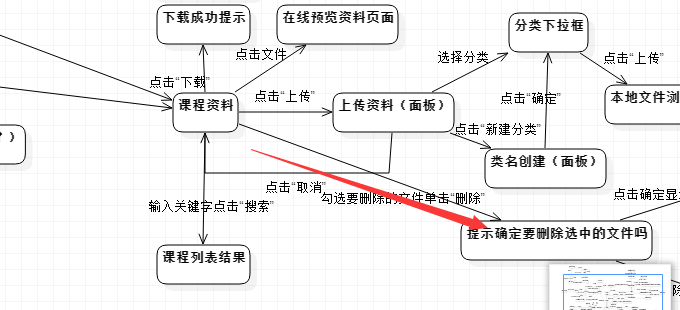 下载成功提示
在线预览资料页面
分类下拉框
点击文件
选择分类
点击“上传”
点击“下载”
课程资料
点击“上传”
上传资料（面板）
点击“确定”
本地文件浏
点击“新建分类”
类名创建（面板）
点击“取消”
勾选要删除的文件单击“删除”
点击确定显
输入关键字点击“搜索”
提示确定要删除选中的文件吗
课程列表结果